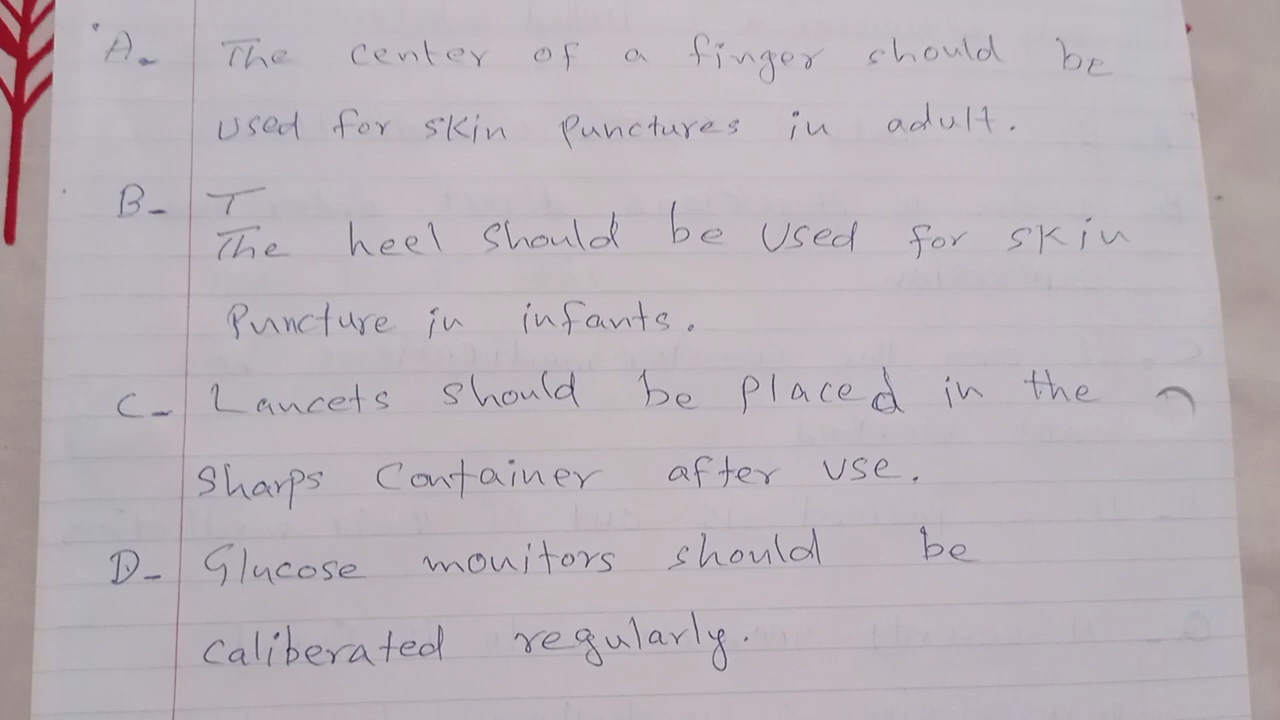 A- The center of a finger should be
used for skin punctures in adult.
B- T
The heel should be used for skin
Puncture in infants.
C- Lancets should be placed in the
Sharps Container after use.
D- Glucose monitors should be
caliberated regularly.